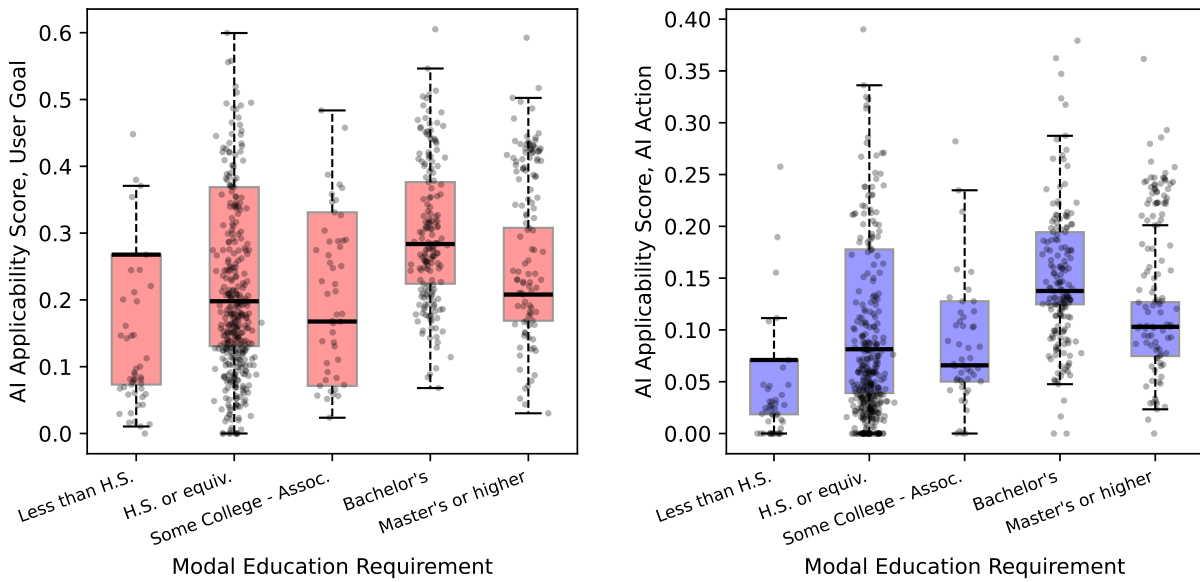 AI Applicability Score, User Goal
0.6
0.5
0.4
0.3
0.2
0.1
0.0
Less than H.S.
H.S. or equiv.
Some College - Assoc.
Bachelor's
Master's or higher
Modal Education Requirement
AI Applicability Score, AI Action
0.40
0.35
0.30
0.25
0.20
0.15
0.10
0.05
0.00
Less than H.S.
H.S. or equiv.
Some College - Assoc.
Bachelor's
Master's or higher
Modal Education Requirement